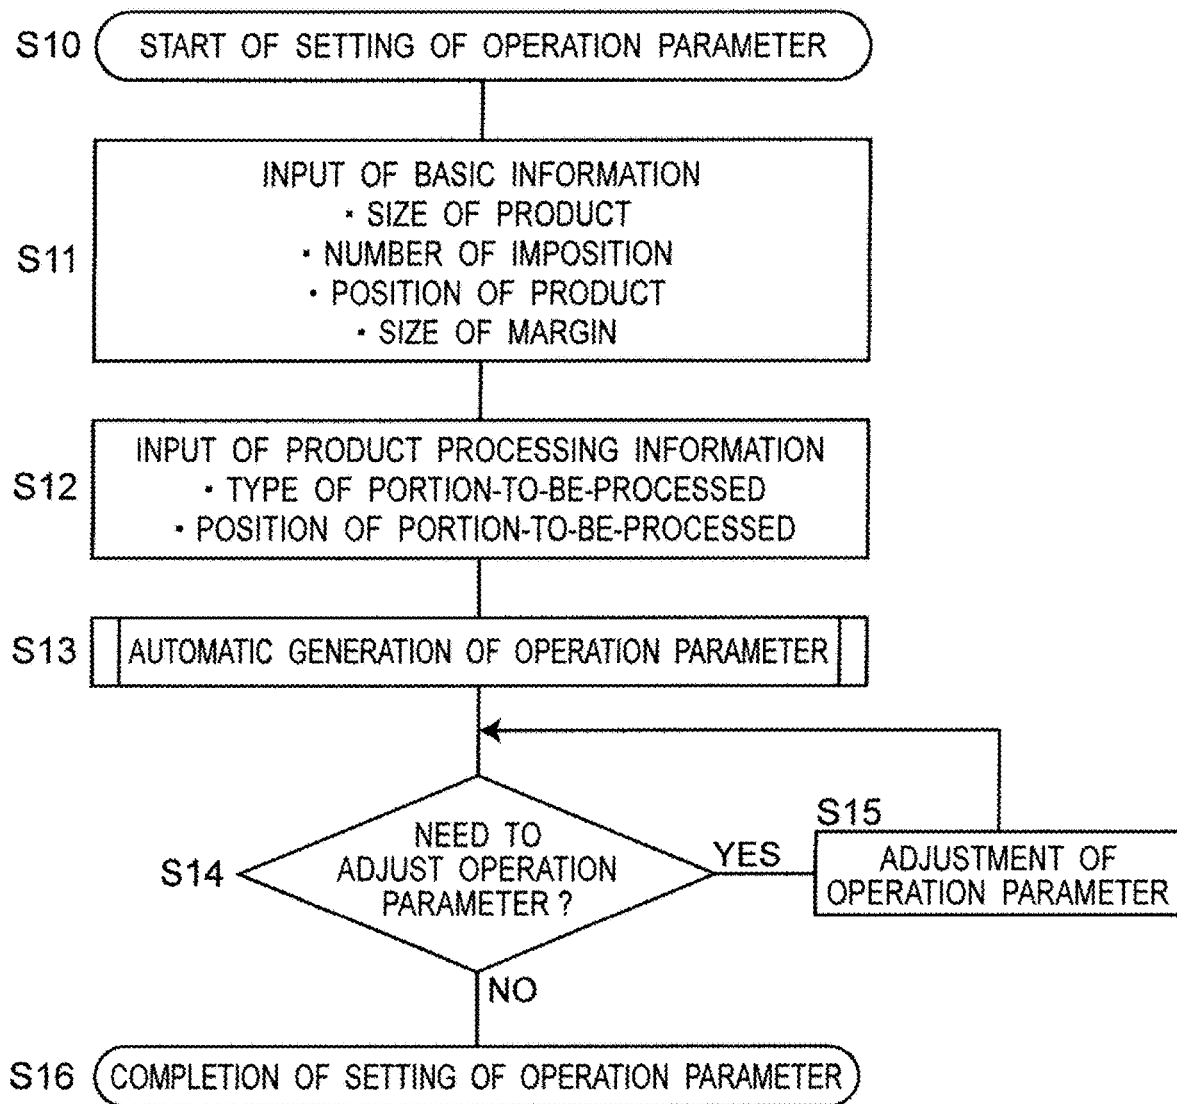 S10 START OF SETTING OF OPERATION PARAMETER
INPUT OF BASIC INFORMATION
・SIZE OF PRODUCT
S11 ・NUMBER OF IMPOSITION
・POSITION OF PRODUCT
・SIZE OF MARGIN
INPUT OF PRODUCT PROCESSING INFORMATION
S12 ・TYPE OF PORTION-TO-BE-PROCESSED
・POSITION OF PORTION-TO-BE-PROCESSED
S13 AUTOMATIC GENERATION OF OPERATION PARAMETER
S14
NEED TO
ADJUST OPERATION
PARAMETER?
YES
S15
ADJUSTMENT OF
OPERATION PARAMETER
NO
S16 COMPLETION OF SETTING OF OPERATION PARAMETER